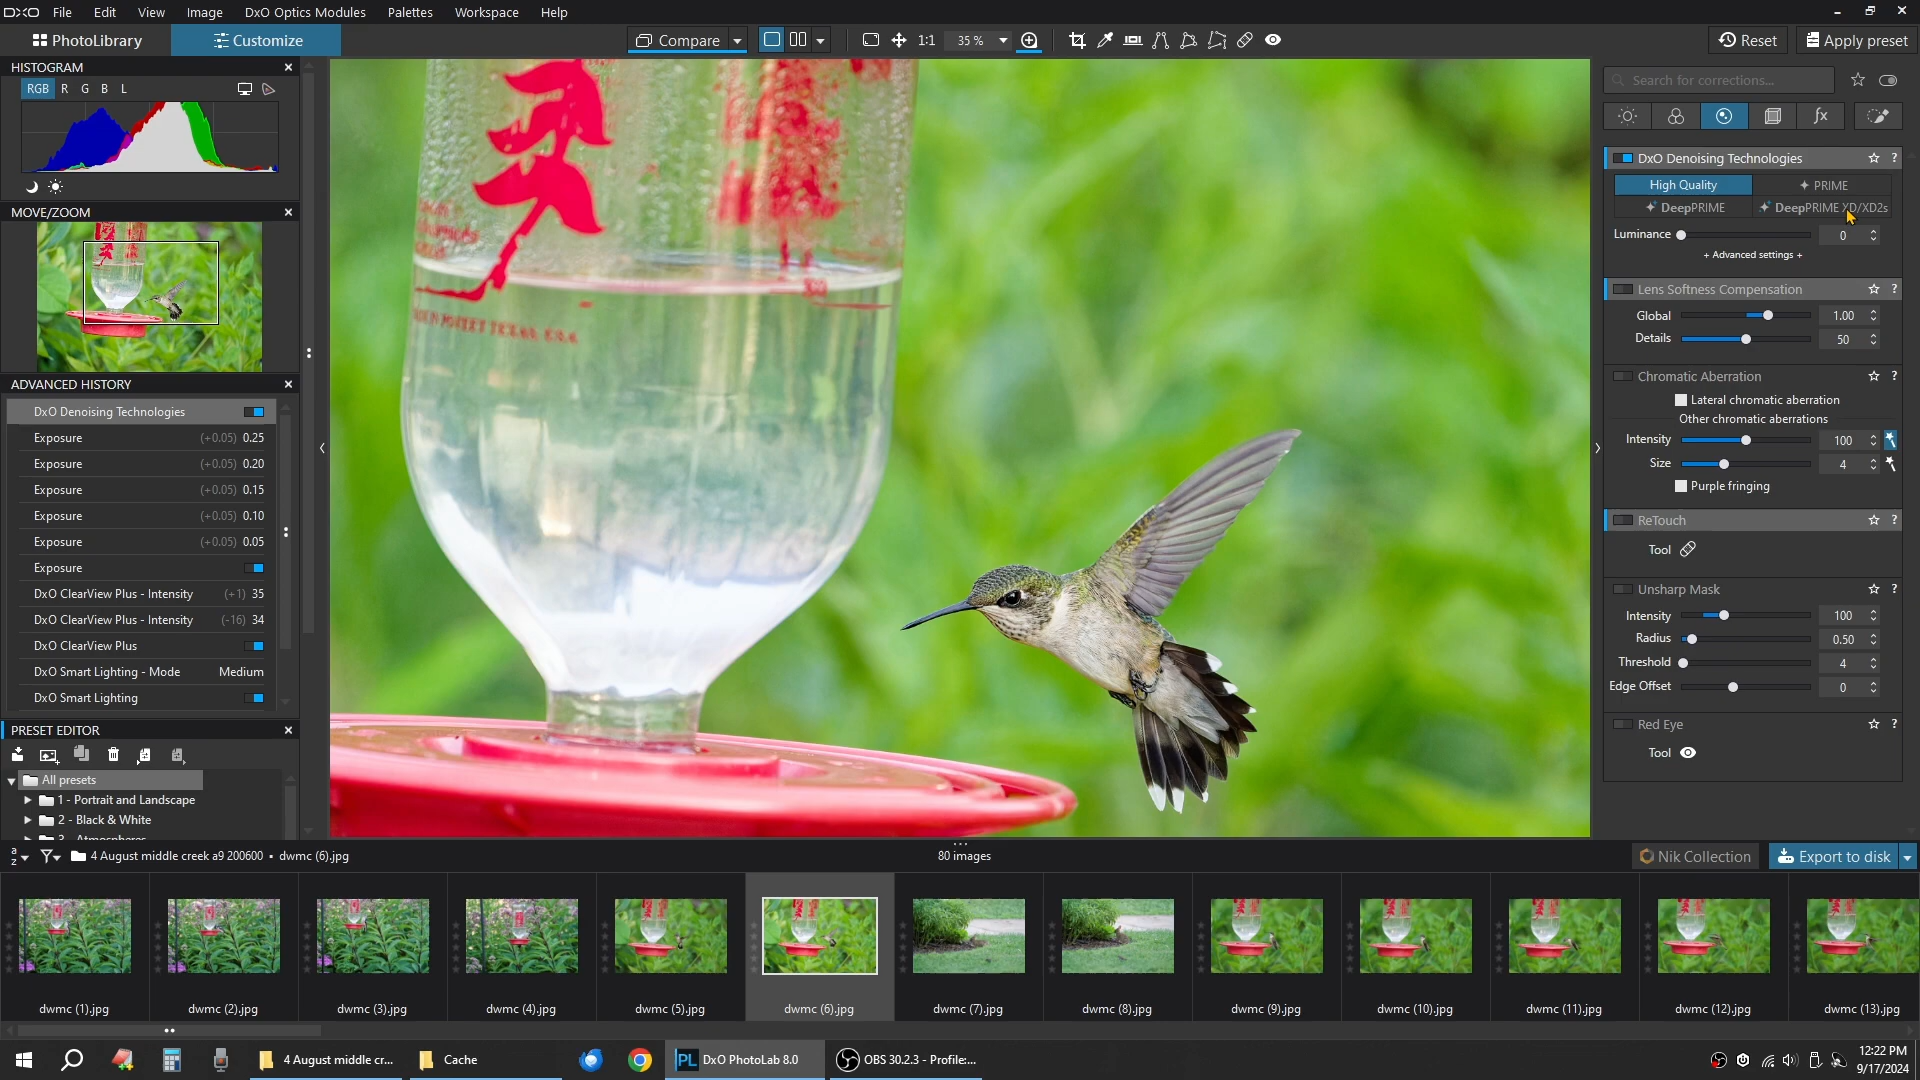 DXO File Edit View Image DxO Optics Modules Palettes Workspace Help
PhotoLibrary Customize Compare 1:1 35 % Reset Apply preset
HISTOGRAM
RGB R G B L
MOVE/ZOOM
ADVANCED HISTORY
DxO Denoising Technologies
Exposure (+0.05) 0.25
Exposure (+0.05) 0.20
Exposure (+0.05) 0.15
Exposure (+0.05) 0.10
Exposure (+0.05) 0.05
Exposure
DxO ClearView Plus - Intensity (+1) 35
DxO ClearView Plus - Intensity (-16) 34
DxO ClearView Plus
DxO Smart Lighting - Mode Medium
DxO Smart Lighting
PRESET EDITOR
All presets
1 - Portrait and Landscape
2 - Black & White
3 - Atmospheres
Search for corrections...
fx
DxO Denoising Technologies ?
High Quality PRIME
DeepPRIME DeepPRIME XD/XD2s
Luminance 0
+ Advanced settings +
Lens Softness Compensation ?
Global 1.00
Details 50
Chromatic Aberration ?
Lateral chromatic aberration
Other chromatic aberrations
Intensity 100
Size 4
Purple fringing
ReTouch ?
Tool
Unsharp Mask ?
Intensity 100
Radius 0.50
Threshold 4
Edge Offset 0
Red Eye ?
Tool
a z 4 August middle creek a9 200600 • dwmc (6).jpg 80 images Nik Collection Export to disk
dwmc (1).jpg dwmc (2).jpg dwmc (3).jpg dwmc (4).jpg dwmc (5).jpg dwmc (6).jpg dwmc (7).jpg dwmc (8).jpg dwmc (9).jpg dwmc (10).jpg dwmc (11).jpg dwmc (12).jpg dwmc (13).jpg
4 August middle cr... Cache PL DxO PhotoLab 8.0 OBS 30.2.3 - Profile:... 12:22 PM
9/17/2024